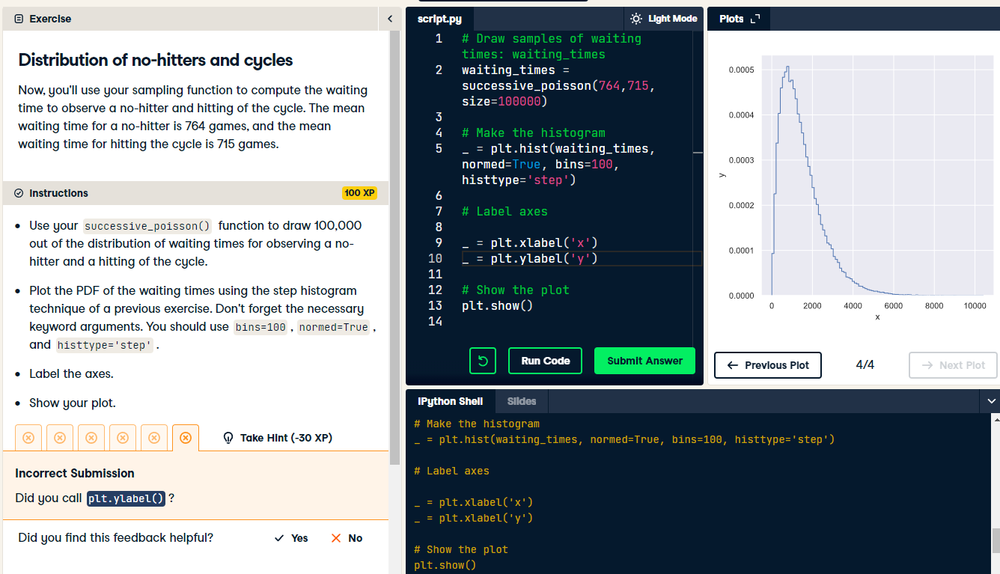 Exercise
Distribution of no-hitters and cycles
Now, you'll use your sampling function to compute the waiting
time to observe a no-hitter and hitting of the cycle. The mean
waiting time for a no-hitter is 764 games, and the mean
waiting time for hitting the cycle is 715 games.
Instructions
100 XP
Use your successive_poisson() function to draw 100,000
out of the distribution of waiting times for observing a no-
hitter and a hitting of the cycle.
Plot the PDF of the waiting times using the step histogram
technique of a previous exercise. Don't forget the necessary
keyword arguments. You should use bins=100 , normed=True ,
and histtype='step' .
Label the axes.
Show your plot.
Take Hint (-30 XP)
Incorrect Submission
Did you call plt.ylabel() ?
Did you find this feedback helpful?
Yes
No
script.py
Light Mode
1 # Draw samples of waiting
times: waiting_times
2 waiting_times =
successive_poisson(764,715,
size=100000)
3
4 # Make the histogram
5 _ = plt.hist(waiting_times,
normed=True, bins=100,
histtype='step')
6
7 # Label axes
8
9 _ = plt.xlabel('x')
10 _ = plt.ylabel('y')
11
12 # Show the plot
13 plt.show()
14
Run Code
Submit Answer
Plots
0.0005
0.0004
0.0003
0.0002
0.0001
0.0000
y
0 2000 4000 6000 8000 10000
x
Previous Plot
4/4
Next Plot
IPython Shell
Slides
# Make the histogram
_ = plt.hist(waiting_times, normed=True, bins=100, histtype='step')
# Label axes
_ = plt.xlabel('x')
_ = plt.xlabel('y')
# Show the plot
plt.show()